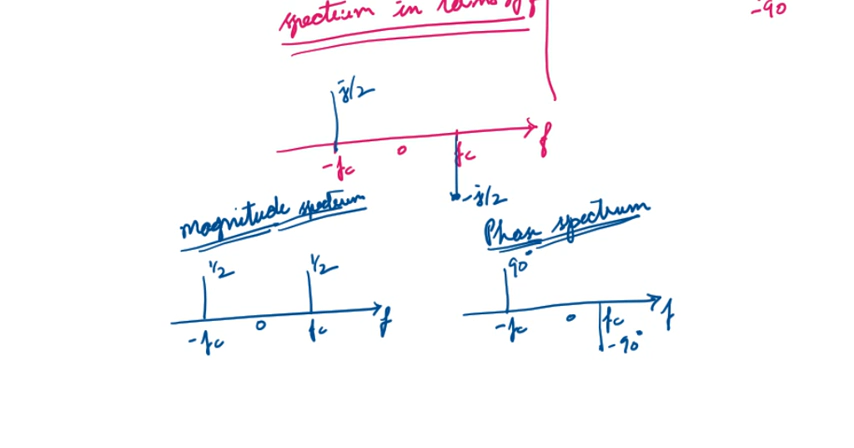 spectrum in terms of f
-90
j/2
-fc 0 fc f
-j/2
Magnitude spectrum
1/2 1/2
-fc 0 fc f
Phase spectrum
90°
-fc 0 fc f
-90°